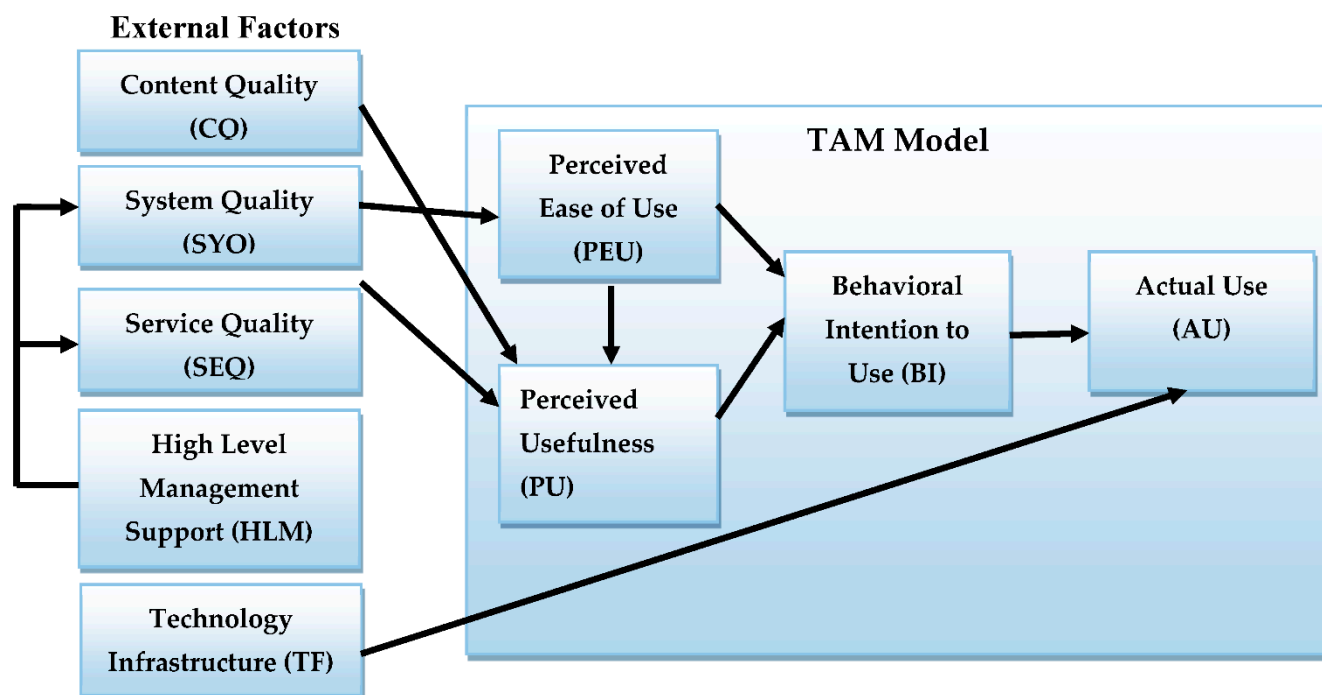 External Factors
Content Quality
(CQ)
System Quality
(SYO)
Service Quality
(SEQ)
High Level
Management
Support (HLM)
Technology
Infrastructure (TF)
TAM Model
Perceived
Ease of Use
(PEU)
Perceived
Usefulness
(PU)
Behavioral
Intention to
Use (BI)
Actual Use
(AU)